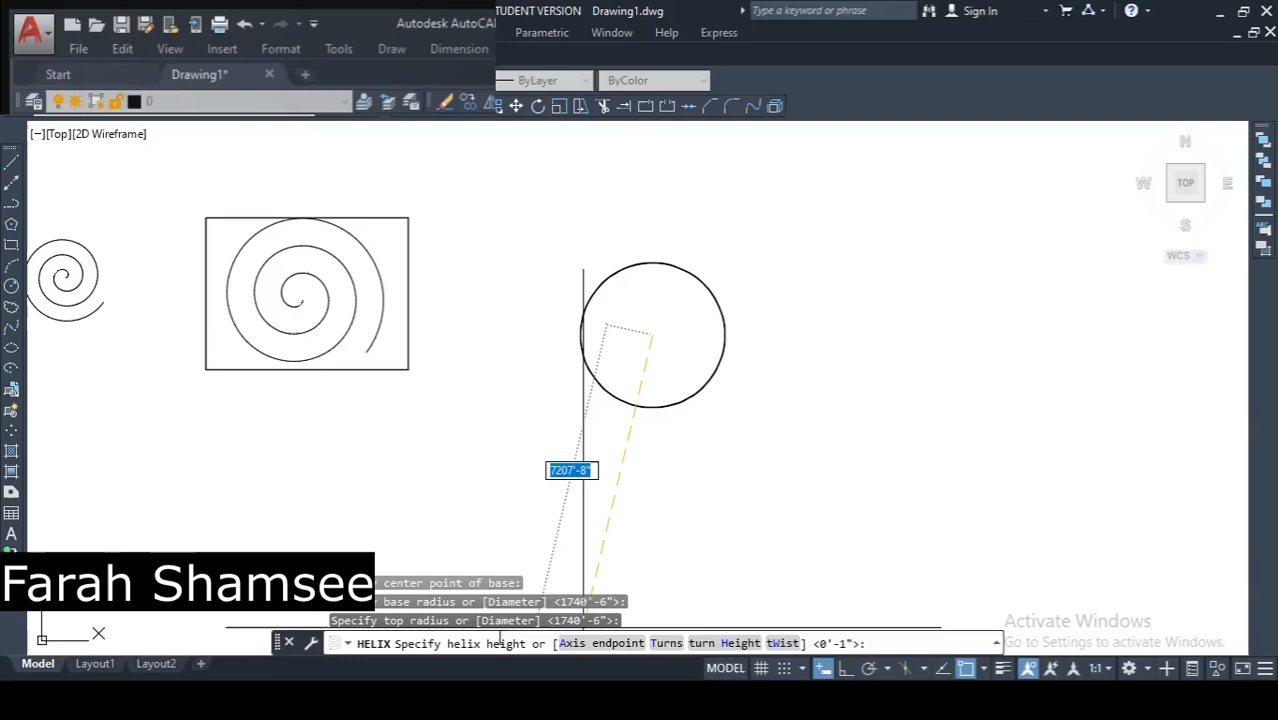 Autodesk AutoCA
STUDENT VERSION Drawing1.dwg
Type a keyword or phrase
Sign In
File Edit View Insert Format Tools Draw Dimension
Parametric Window Help Express
Start Drawing1*
0
ByLayer ByColor
[−][Top][2D Wireframe]
N
W TOP E
S
WCS
7207'-8"
Farah Shamsee
center point of base:
base radius or [Diameter] <1740'-6">:
Specify top radius or [Diameter] <1740'-6">:
HELIX Specify helix height or [Axis endpoint Turns turn Height tWist] <0'-1">:
Activate Windows
Go to Settings to activate Windows.
Model Layout1 Layout2
MODEL
1:1